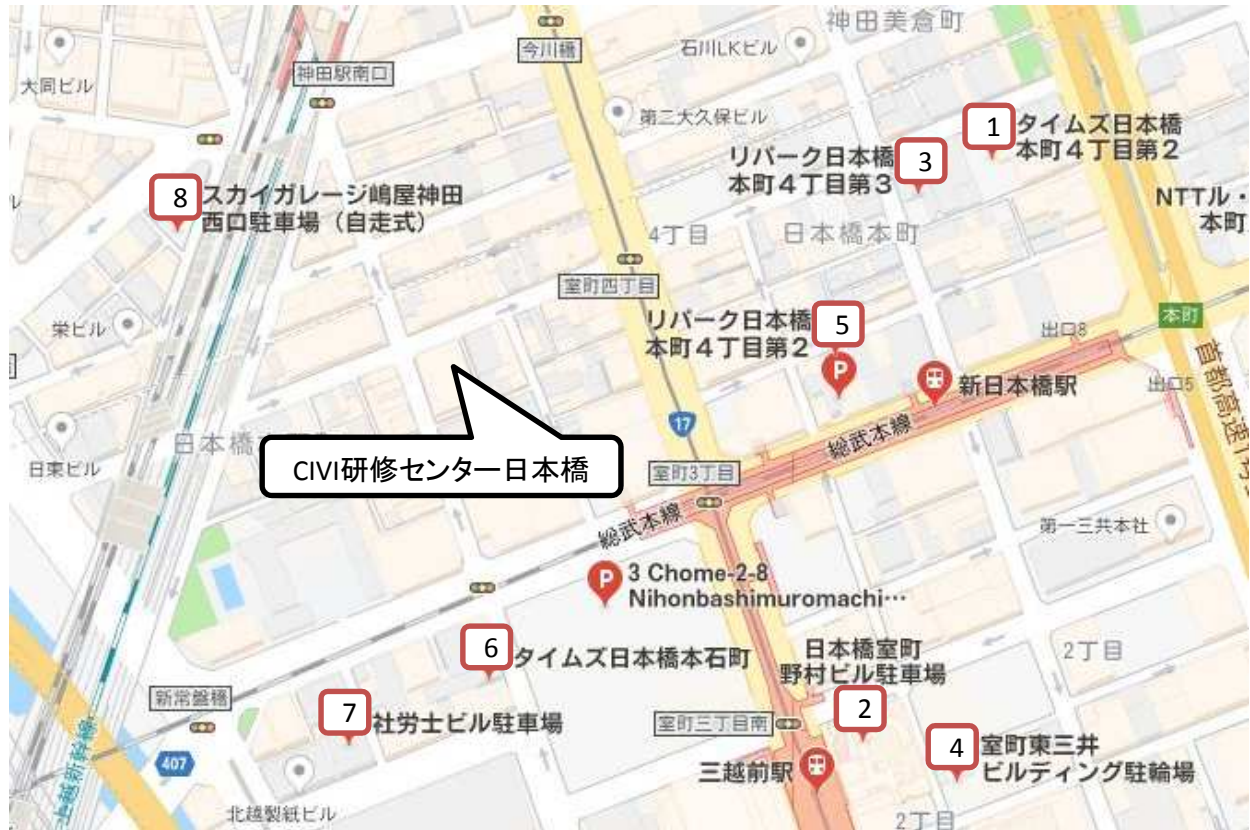 神田美倉町
今川橋
石川LKビル
神田駅南口
大同ビル
第二大久保ビル
1
タイムズ日本橋
本町4丁目第2
リパーク日本橋
本町4丁目第3
3
8
スカイガレージ嶋屋神田
西口駐車場(自走式)
NTTル・
本町
4丁目
日本橋本町
室町四丁目
リパーク日本橋
本町4丁目第2
5
本町
出口8
栄ビル
P
新日本橋駅
出口5
首都高速1号
17
総武本線
日本橋
日東ビル
CIVI研修センター日本橋
室町3丁目
総武本線
第一三共本社
P
3 Chome-2-8
Nihonbashimuromachi…
6
タイムズ日本橋本石町
日本橋室町
野村ビル駐車場
2丁目
新常盤橋
7
社労士ビル駐車場
室町三丁目南
2
4
室町東三井
ビルディング駐輪場
407
三越前駅
上越新幹線
北越製紙ビル
2丁目